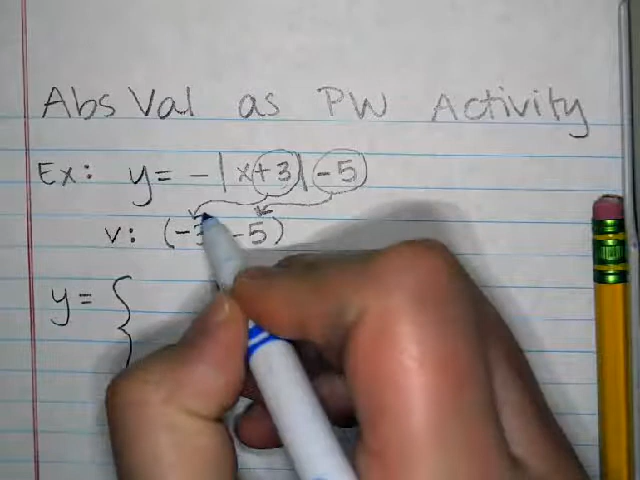 Abs Val as PW Activity
Ex: y = -|x+3|-5
v: (-3 -5)
y = {